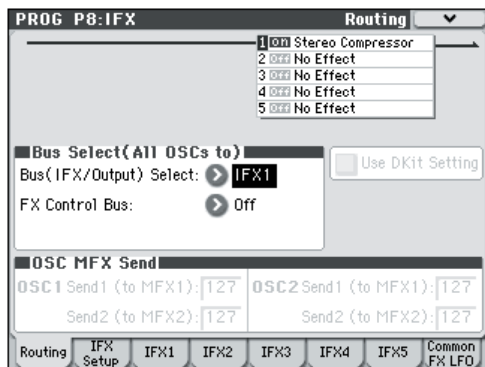 PROG P8:IFX Routing
1 On Stereo Compressor
2 Off No Effect
3 Off No Effect
4 Off No Effect
5 Off No Effect
Bus Select(All OSCs to)
Bus(IFX/Output) Select: IFX1
Use DKit Setting
FX Control Bus: Off
OSC MFX Send
OSC1 Send1 (to MFX1): 127 OSC2 Send1 (to MFX1): 127
Send2 (to MFX2): 127 Send2 (to MFX2): 127
Routing IFX Setup IFX1 IFX2 IFX3 IFX4 IFX5 Common FX LFO